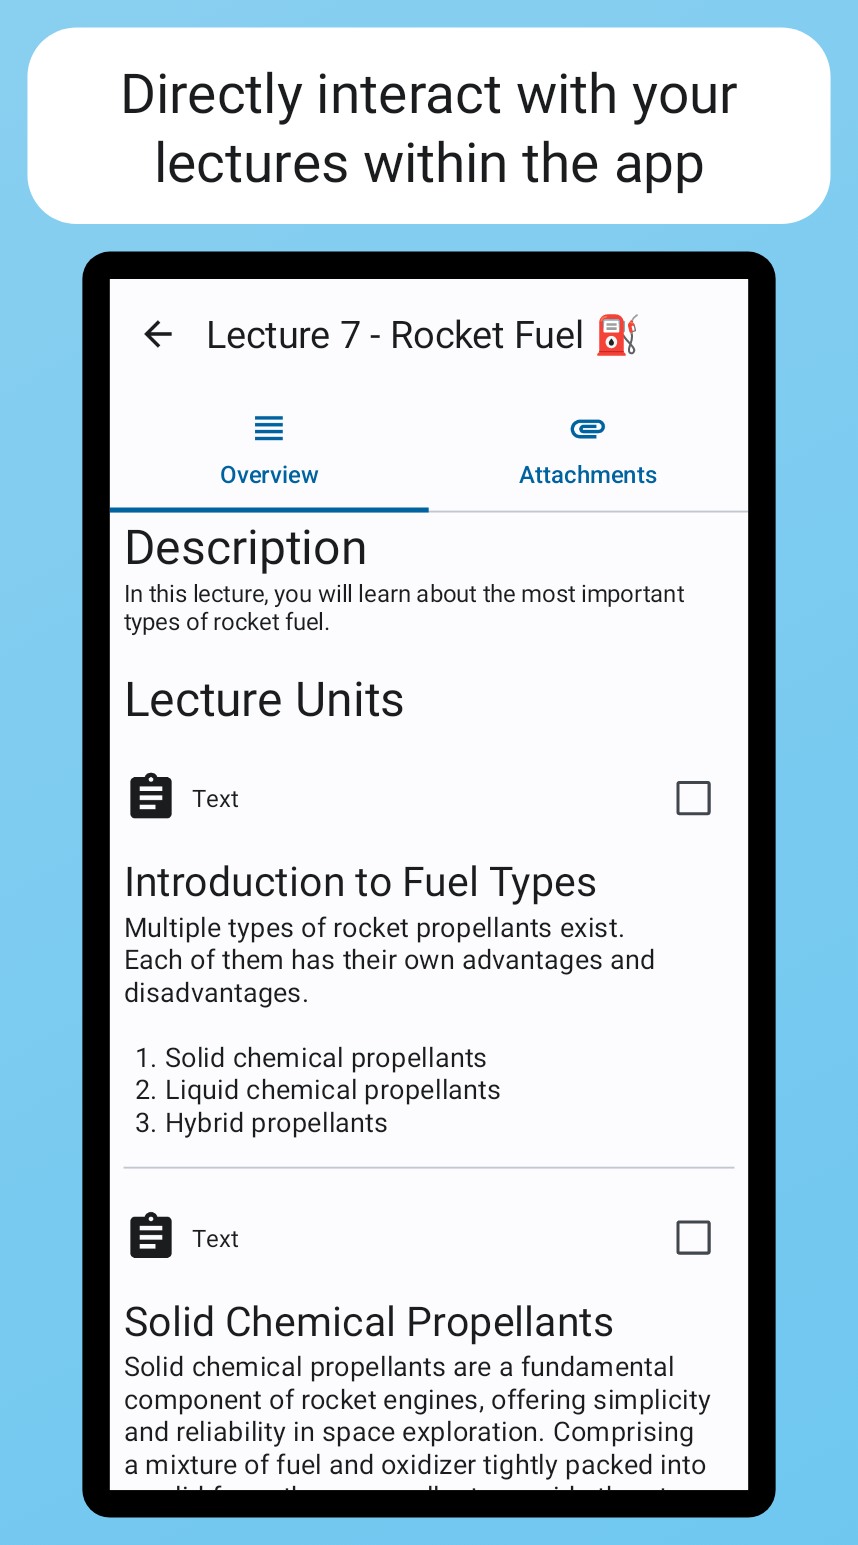 Directly interact with your
lectures within the app
Lecture 7 - Rocket Fuel ⛽
Overview
Attachments
Description
In this lecture, you will learn about the most important
types of rocket fuel.
Lecture Units
Text
Introduction to Fuel Types
Multiple types of rocket propellants exist.
Each of them has their own advantages and
disadvantages.
1. Solid chemical propellants
2. Liquid chemical propellants
3. Hybrid propellants
Text
Solid Chemical Propellants
Solid chemical propellants are a fundamental
component of rocket engines, offering simplicity
and reliability in space exploration. Comprising
a mixture of fuel and oxidizer tightly packed into